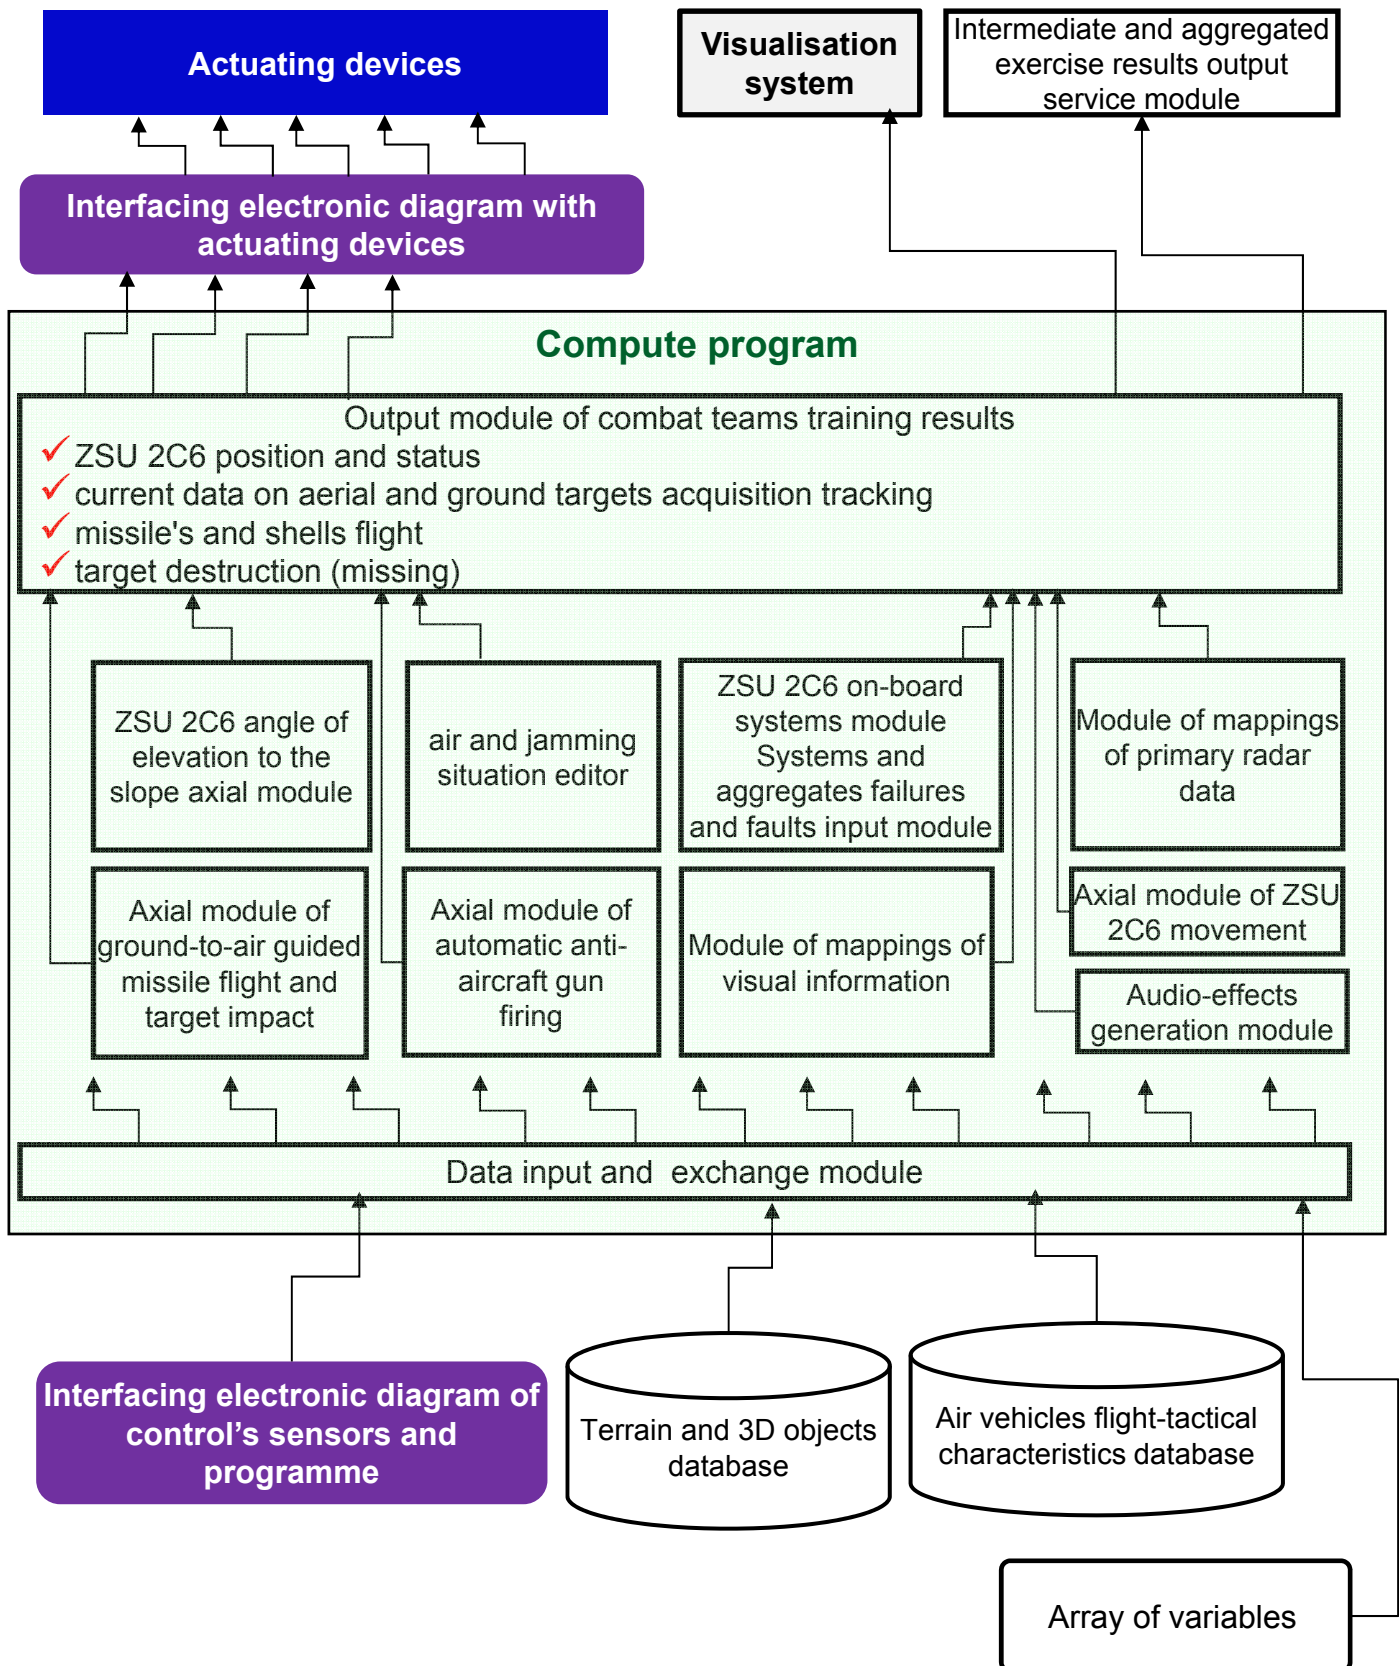 Actuating devices
Visualisation
system
Intermediate and aggregated
exercise results output
service module
Interfacing electronic diagram with
actuating devices
Compute program
Output module of combat teams training results
ZSU 2C6 position and status
current data on aerial and ground targets acquisition tracking
missile's and shells flight
target destruction (missing)
ZSU 2C6 angle of
elevation to the
slope axial module
air and jamming
situation editor
ZSU 2C6 on-board
systems module
Systems and
aggregates failures
and faults input module
Module of mappings
of primary radar
data
Axial module of
ground-to-air guided
missile flight and
target impact
Axial module of
automatic anti-
aircraft gun
firing
Module of mappings of
visual information
Axial module of ZSU
2C6 movement
Audio-effects
generation module
Data input and exchange module
Interfacing electronic diagram of
control’s sensors and
programme
Terrain and 3D objects
database
Air vehicles flight-tactical
characteristics database
Array of variables